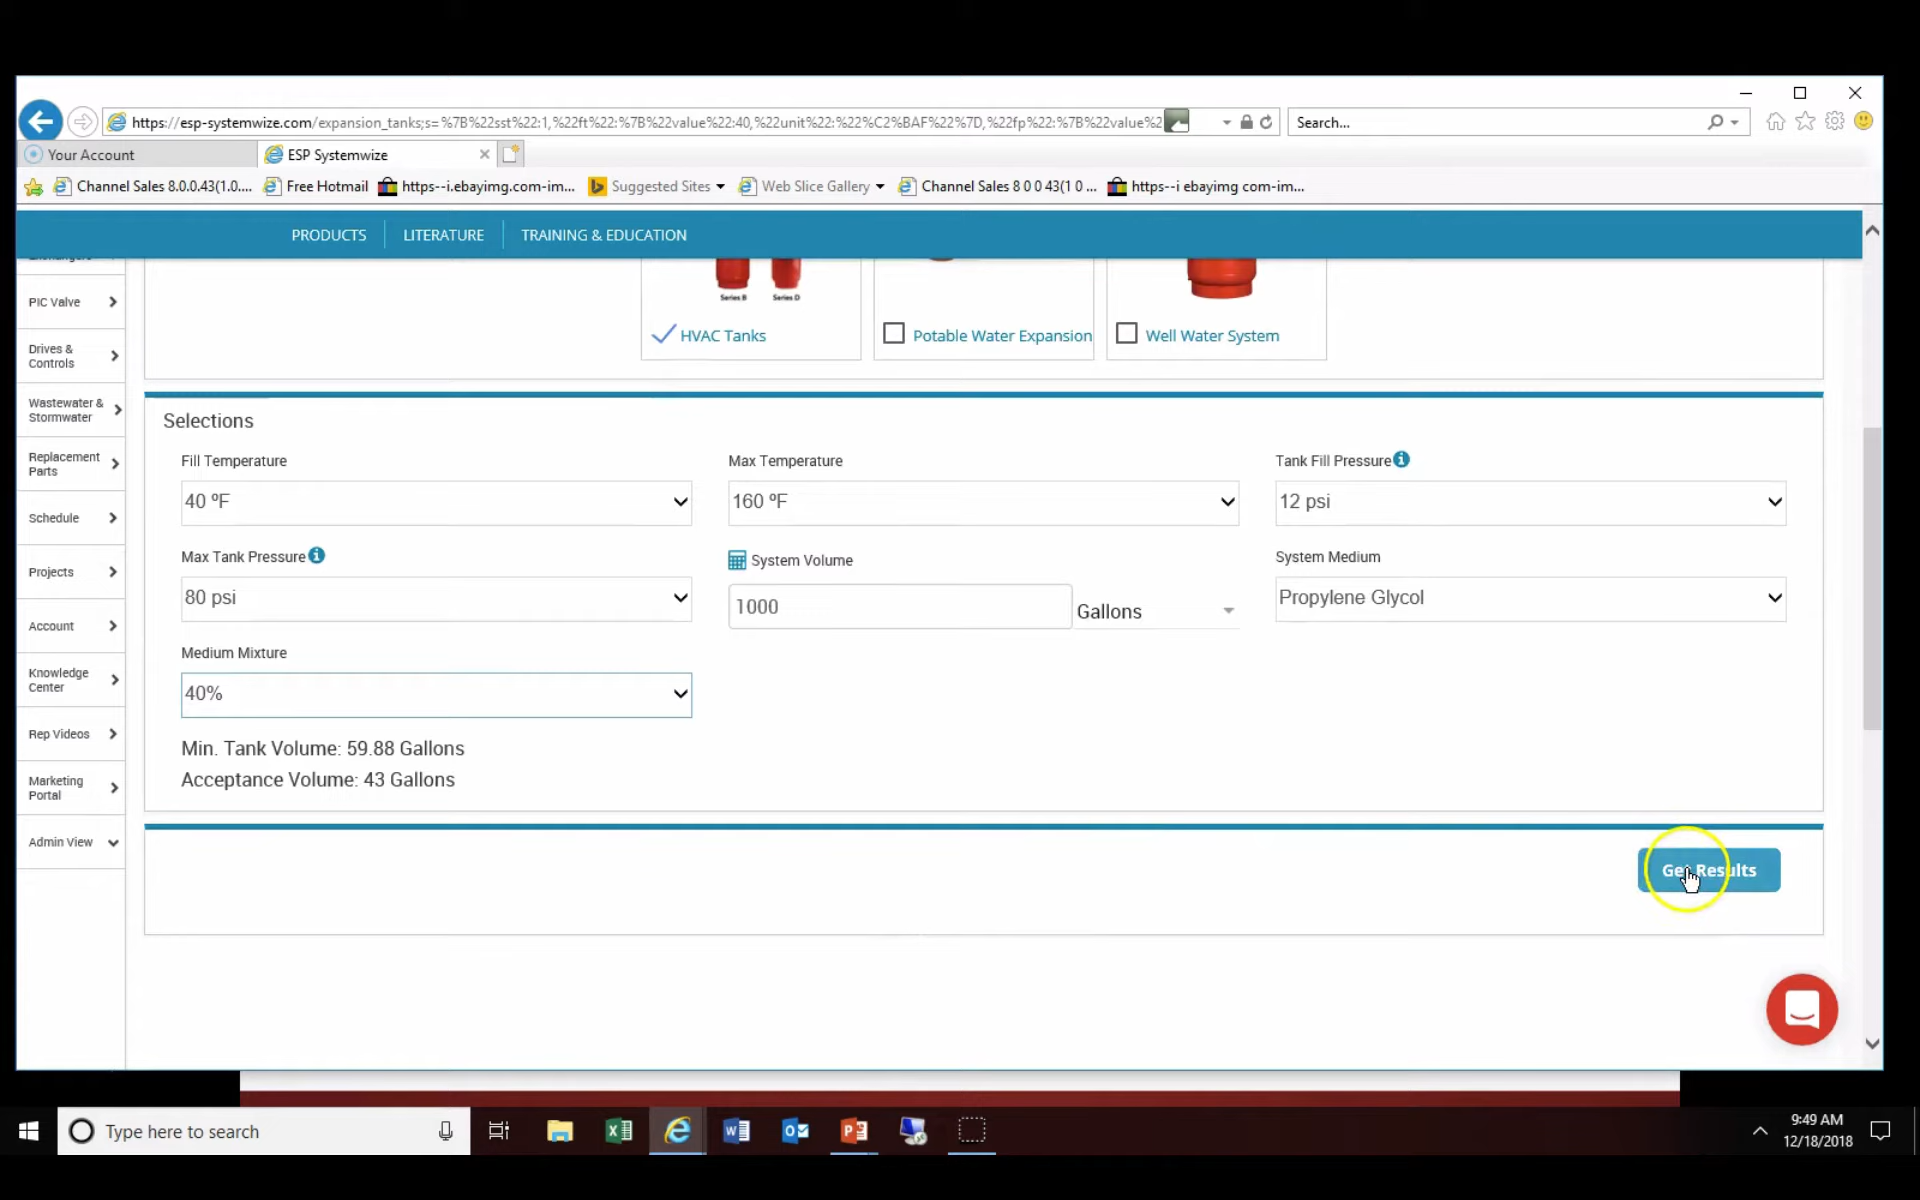 https://esp-systemwize.com/expansion_tanks;s=%7B%22sst%22:1,%22ft%22:%7B%22value%22:40,%22unit%22:%22%C2%BAF%22%7D,%22fp%22:%7B%22value%2
Search...
Your Account
ESP Systemwize
Channel Sales 8.0.0.43(1.0....
Free Hotmail
https--i.ebayimg.com-im...
Suggested Sites
Web Slice Gallery
Channel Sales 8 0 0 43(1 0 ...
https--i ebayimg com-im...
PRODUCTS
LITERATURE
TRAINING & EDUCATION
PIC Valve
Drives &
Controls
Wastewater &
Stormwater
Replacement
Parts
Schedule
Projects
Account
Knowledge
Center
Rep Videos
Marketing
Portal
Admin View
Series B
Series D
HVAC Tanks
Potable Water Expansion
Well Water System
Selections
Fill Temperature
40 ºF
Max Temperature
160 ºF
Tank Fill Pressure
12 psi
Max Tank Pressure
80 psi
System Volume
1000
Gallons
System Medium
Propylene Glycol
Medium Mixture
40%
Min. Tank Volume: 59.88 Gallons
Acceptance Volume: 43 Gallons
Get Results
Type here to search
9:49 AM
12/18/2018